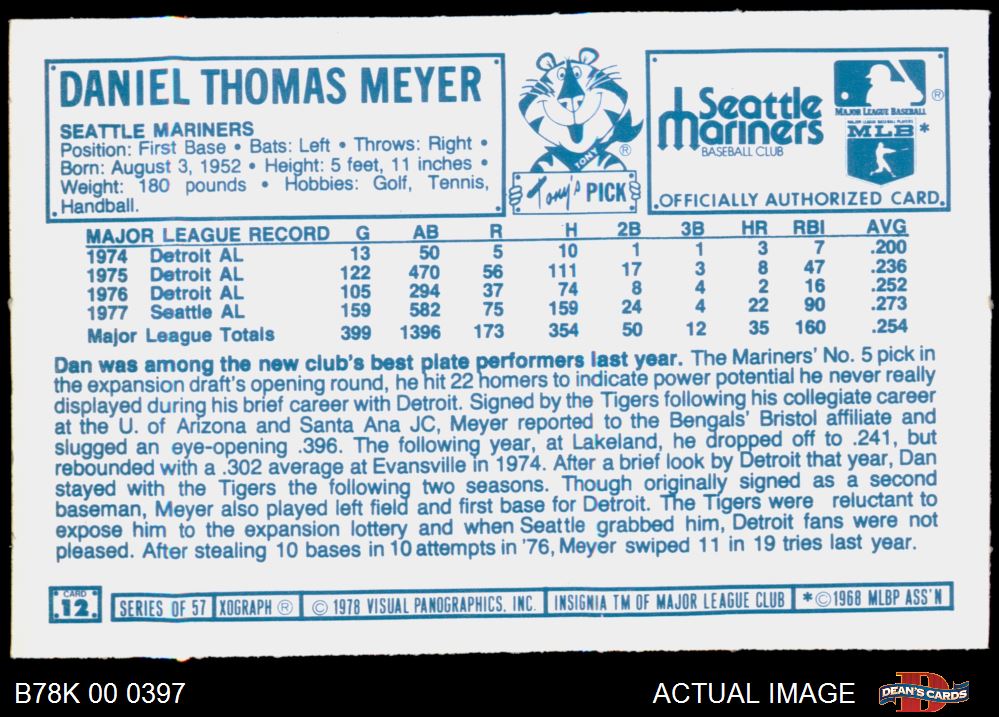 DANIEL THOMAS MEYER
SEATTLE MARINERS
Position: First Base • Bats: Left • Throws: Right •
Born: August 3, 1952 • Height: 5 feet, 11 inches •
Weight: 180 pounds • Hobbies: Golf, Tennis,
Handball.
TONY ®
Tony's PICK
Seattle
Mariners
BASEBALL CLUB
®
MAJOR LEAGUE BASEBALL
MAJOR LEAGUE BASEBALL PLAYERS
MLB *
OFFICIALLY AUTHORIZED CARD
MAJOR LEAGUE RECORD G AB R H 2B 3B HR RBI AVG
1974 Detroit AL 13 50 5 10 1 1 3 7 .200
1975 Detroit AL 122 470 56 111 17 3 8 47 .236
1976 Detroit AL 105 294 37 74 8 4 2 16 .252
1977 Seattle AL 159 582 75 159 24 4 22 90 .273
Major League Totals 399 1396 173 354 50 12 35 160 .254
Dan was among the new club's best plate performers last year. The Mariners' No. 5 pick in
the expansion draft's opening round, he hit 22 homers to indicate power potential he never really
displayed during his brief career with Detroit. Signed by the Tigers following his collegiate career
at the U. of Arizona and Santa Ana JC, Meyer reported to the Bengals' Bristol affiliate and
slugged an eye-opening .396. The following year, at Lakeland, he dropped off to .241, but
rebounded with a .302 average at Evansville in 1974. After a brief look by Detroit that year, Dan
stayed with the Tigers the following two seasons. Though originally signed as a second
baseman, Meyer also played left field and first base for Detroit. The Tigers were reluctant to
expose him to the expansion lottery and when Seattle grabbed him, Detroit fans were not
pleased. After stealing 10 bases in 10 attempts in '76, Meyer swiped 11 in 19 tries last year.
CARD
12
SERIES OF 57 XOGRAPH ® © 1978 VISUAL PANOGRAPHICS, INC. INSIGNIA TM OF MAJOR LEAGUE CLUB *©1968 MLBP ASS'N
B78K 00 0397 ACTUAL IMAGE DEAN'S CARDS